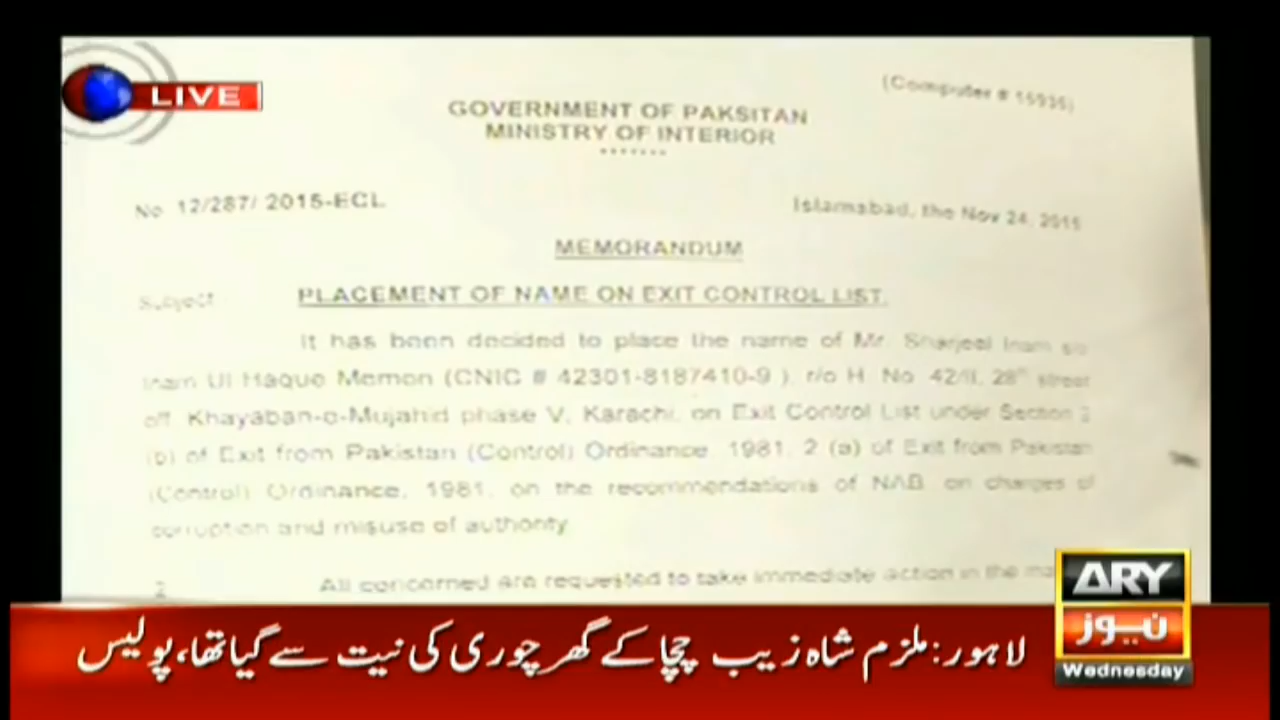 LIVE
(Computer # 15935)
GOVERNMENT OF PAKSITAN
MINISTRY OF INTERIOR
*******
No 12/287/ 2015-ECL
Islamabad, the Nov 24, 2015
MEMORANDUM
Subject
PLACEMENT OF NAME ON EXIT CONTROL LIST.
It has been decided to place the name of Mr. Sharjeel Inam s/o
Inam Ul Haque Memon (CNIC # 42301-8187410-9 ), r/o H. No 42/II, 28th street
off. Khayaban-e-Mujahid phase V, Karachi, on Exit Control List under Section 2
(b) of Exit from Pakistan (Control) Ordinance, 1981, 2 (a) of Exit from Pakistan
(Control) Ordinance, 1981, on the recommendations of NAB, on charges of
corruption and misuse of authority
2 All concerned are requested to take immediate action in the
ARY
نیوز
Wednesday
لاہور: ملزم شاہ زیب چچا کے گھر چوری کی نیت سے گیا تھا، پولیس